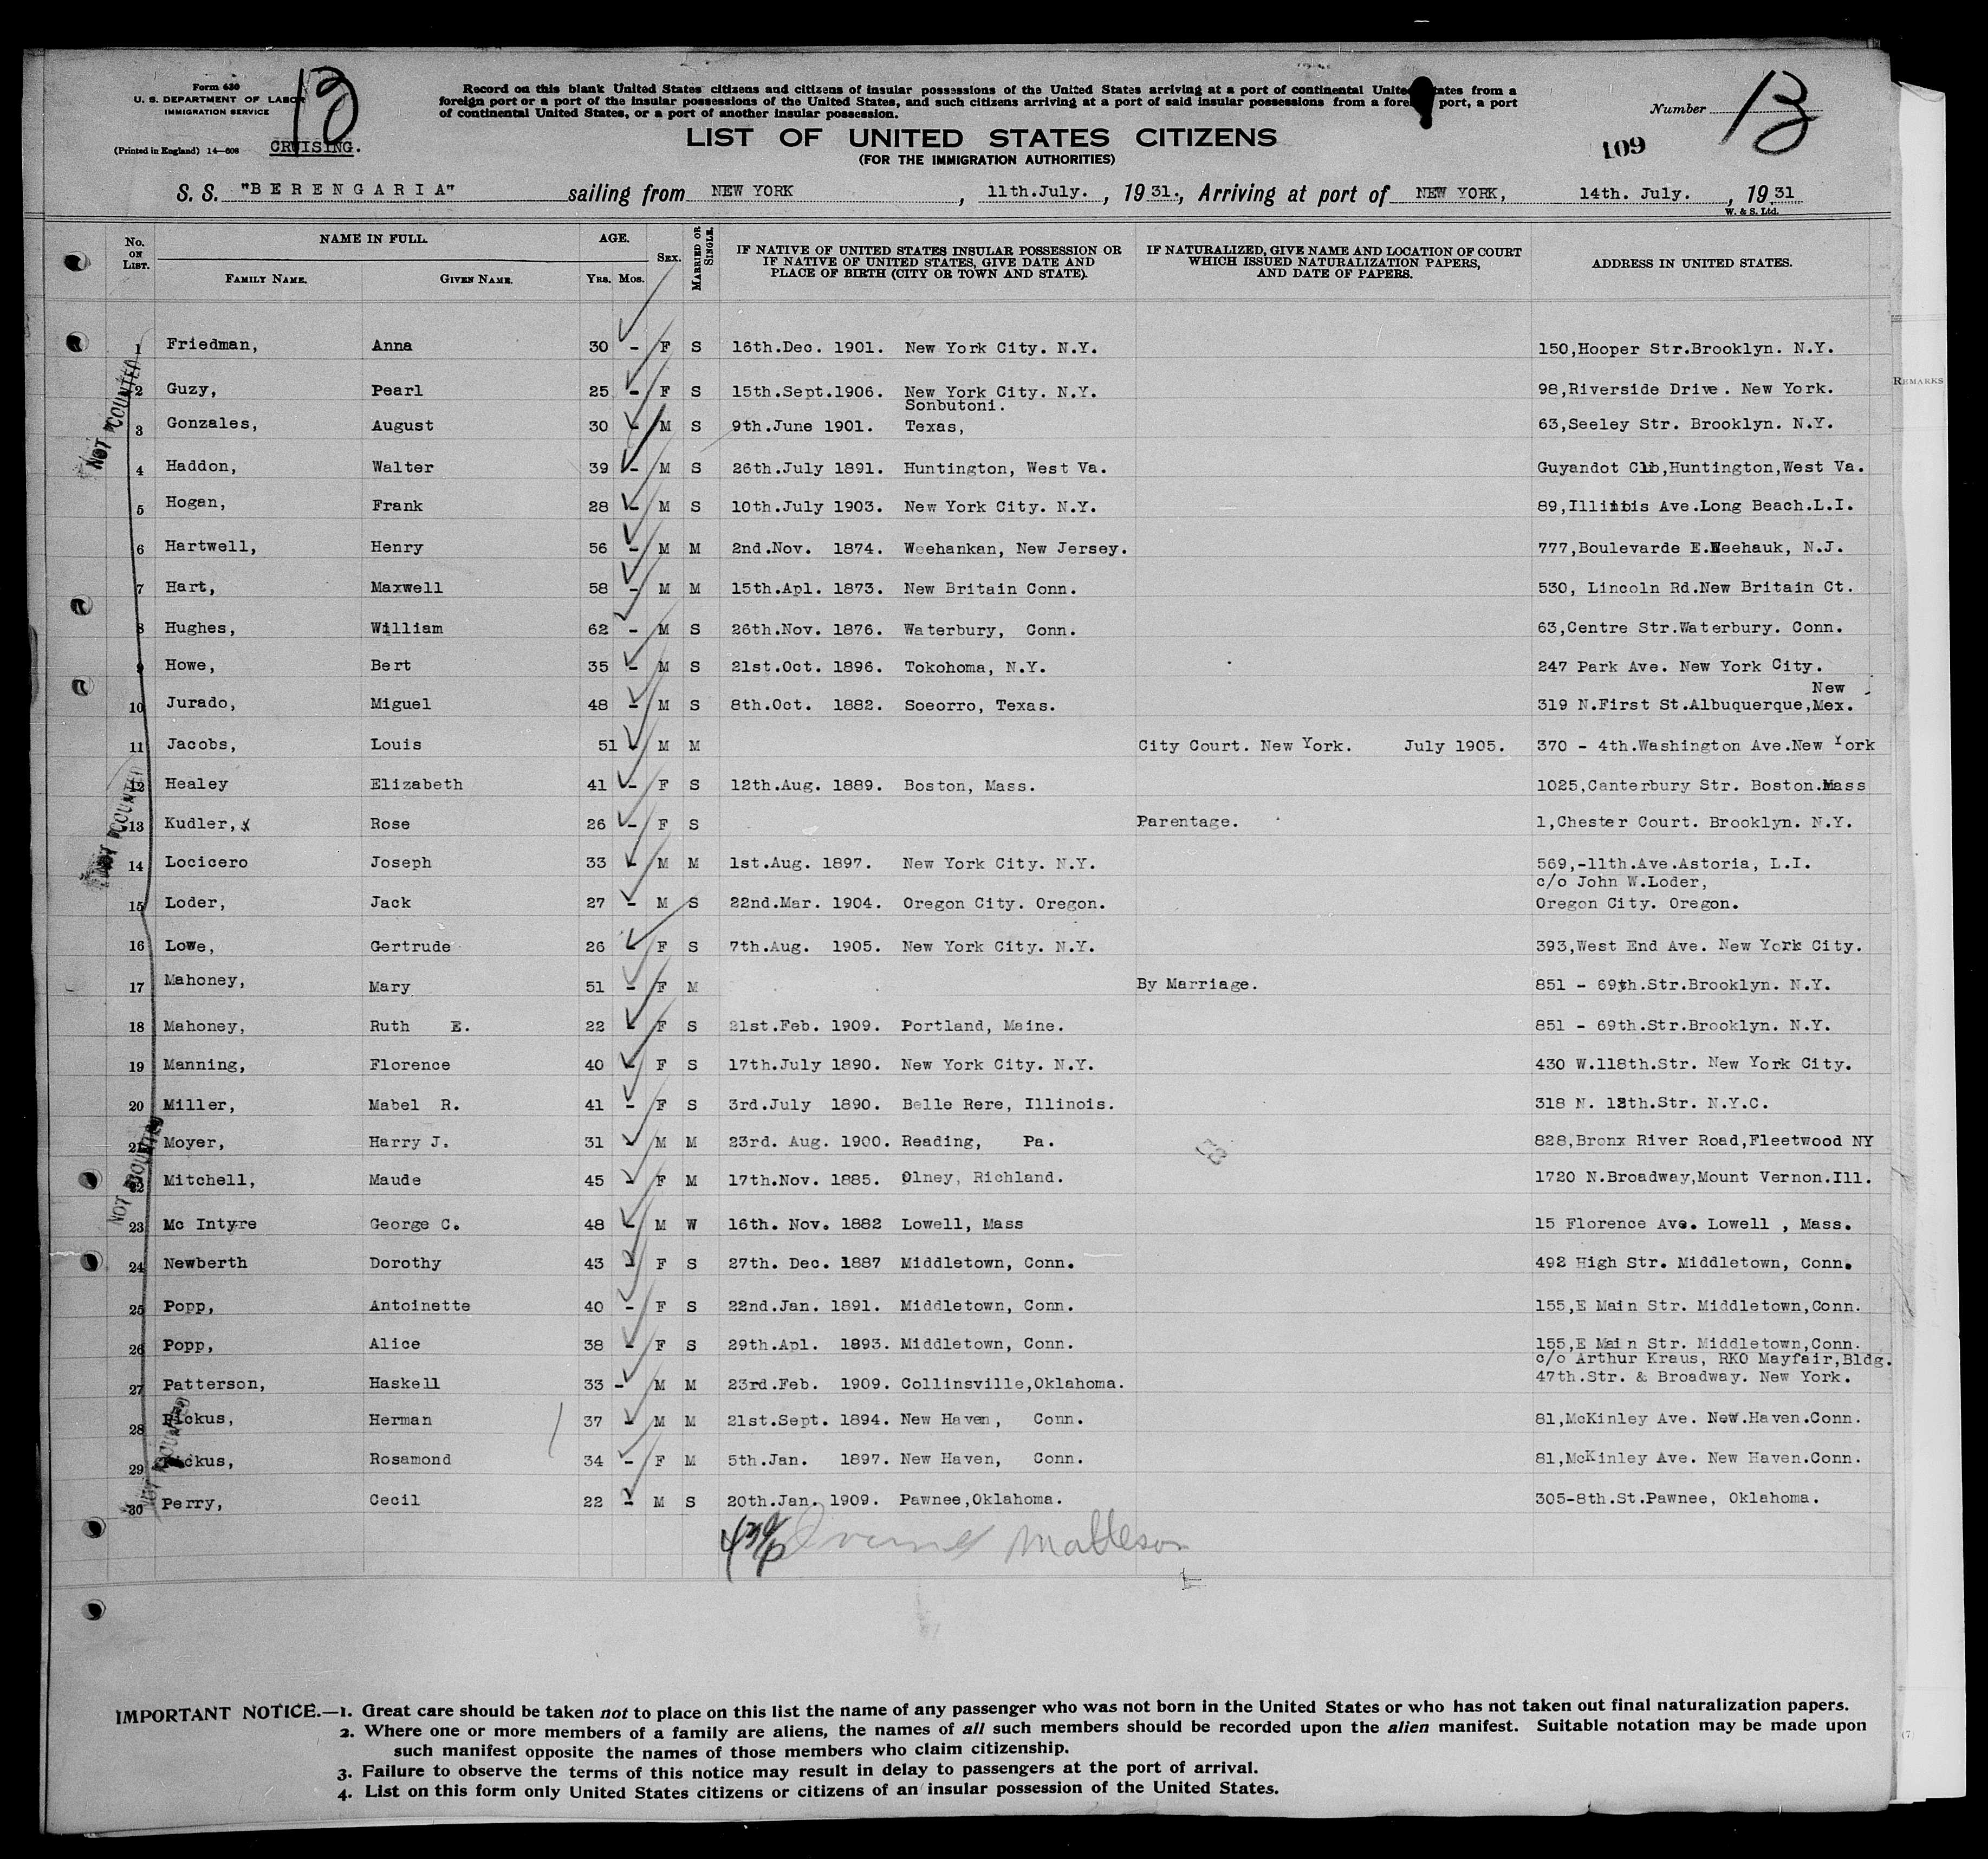 Form 630
U. S. DEPARTMENT OF LABOR
IMMIGRATION SERVICE
(Printed in England) 14—608
CRUISING.
13
Record on this blank United States citizens and citizens of insular possessions of the United States arriving at a port of continental United States from a
foreign port or a port of the insular possessions of the United States, and such citizens arriving at a port of said insular possessions from a foreign port, a port
of continental United States, or a port of another insular possession.
LIST OF UNITED STATES CITIZENS
(FOR THE IMMIGRATION AUTHORITIES)
Number 13
109
S. S. "BERENGARIA" sailing from NEW YORK, 11th.July., 1931., Arriving at port of NEW YORK, 14th. July., 1931
W. & S. Ltd.
No. ON LIST. NAME IN FULL. FAMILY NAME. GIVEN NAME. AGE. YRS. MOS. SEX. MARRIED OR SINGLE. IF NATIVE OF UNITED STATES INSULAR POSSESSION OR IF NATIVE OF UNITED STATES, GIVE DATE AND PLACE OF BIRTH (CITY OR TOWN AND STATE). IF NATURALIZED, GIVE NAME AND LOCATION OF COURT WHICH ISSUED NATURALIZATION PAPERS, AND DATE OF PAPERS. ADDRESS IN UNITED STATES.
REMARKS
1 Friedman, Anna 30 - F S 16th.Dec. 1901. New York City. N.Y. 150,Hooper Str.Brooklyn. N.Y.
2 Guzy, Pearl 25 - F S 15th.Sept.1906. New York City. N.Y. 98,Riverside Drive. New York.
Sonbutoni.
3 Gonzales, August 30 - M S 9th.June 1901. Texas, 63,Seeley Str. Brooklyn. N.Y.
4 Haddon, Walter 39 - M S 26th.July 1891. Huntington, West Va. Guyandot Club,Huntington,West Va.
5 Hogan, Frank 28 - M S 10th.July 1903. New York City. N.Y. 89,Illinois Ave.Long Beach.L.I.
6 Hartwell, Henry 56 - M M 2nd.Nov. 1874. Weehankan, New Jersey. 777,Boulevarde E.Weehauk, N.J.
7 Hart, Maxwell 58 - M M 15th.Apl. 1873. New Britain Conn. 530, Lincoln Rd.New Britain Ct.
8 Hughes, William 62 - M S 26th.Nov. 1876. Waterbury, Conn. 63,Centre Str.Waterbury. Conn.
9 Howe, Bert 35 - M S 21st.Oct. 1896. Tokohoma, N.Y. 247 Park Ave. New York City.
New
10 Jurado, Miguel 48 - M S 8th.Oct. 1882. Soeorro, Texas. 319 N.First St.Albuquerque,Mex.
11 Jacobs, Louis 51 - M M City Court. New York. July 1905. 370 - 4th.Washington Ave.New York
12 Healey Elizabeth 41 - F S 12th.Aug. 1889. Boston, Mass. 1025,Canterbury Str. Boston.Mass
13 Kudler, x Rose 26 - F S Parentage. 1,Chester Court. Brooklyn. N.Y.
14 Locicero Joseph 33 - M M 1st.Aug. 1897. New York City. N.Y. 569,-11th.Ave.Astoria, L.I.
c/o John W.Loder,
15 Loder, Jack 27 - M S 22nd.Mar. 1904. Oregon City. Oregon. Oregon City. Oregon.
16 Lowe, Gertrude 26 - F S 7th.Aug. 1905. New York City. N.Y. 393,West End Ave. New York City.
17 Mahoney, Mary 51 - F M By Marriage. 851 - 69th.Str.Brooklyn. N.Y.
18 Mahoney, Ruth E. 22 - F S 21st.Feb. 1909. Portland, Maine. 851 - 69th.Str.Brooklyn. N.Y.
19 Manning, Florence 40 - F S 17th.July 1890. New York City. N.Y. 430 W.118th.Str. New York City.
20 Miller, Mabel R. 41 - F S 3rd.July 1890. Belle Rere, Illinois. 318 N. 12th.Str. N.Y.C.
21 Moyer, Harry J. 31 - M M 23rd. Aug. 1900. Reading, Pa. 828,Bronx River Road,Fleetwood NY
22 Mitchell, Maude 45 - F M 17th.Nov. 1885. Olney, Richland. 1720 N.Broadway,Mount Vernon.Ill.
23 Mc Intyre George C. 48 - M W 16th. Nov. 1882 Lowell, Mass 15 Florence Ave. Lowell , Mass.
24 Newberth Dorothy 43 - F S 27th. Dec. 1887 Middletown, Conn. 492 High Str. Middletown, Conn.
25 Popp, Antoinette 40 - F S 22nd.Jan. 1891. Middletown, Conn. 155,E Main Str. Middletown,Conn.
26 Popp, Alice 38 - F S 29th.Apl. 1893. Middletown, Conn. 155,E Main Str. Middletown,Conn.
c/o Arthur Kraus, RKO Mayfair,Bldg.
27 Patterson, Haskell 33 - M M 23rd.Feb. 1909. Collinsville,Oklahoma. 47th.Str. & Broadway. New York.
28 Pickus, Herman 37 - M M 21st.Sept. 1894. New Haven, Conn. 81,McKinley Ave. New.Haven.Conn.
29 Pickus, Rosamond 34 - F M 5th.Jan. 1897. New Haven, Conn. 81,McKinley Ave. New Haven.Conn.
30 Perry, Cecil 22 - M S 20th.Jan. 1909. Pawnee,Oklahoma. 305-8th.St.Pawnee, Oklahoma.
NOT COUNTED
NOT COUNTED
NOT COUNTED
NOT COUNTED
Matteson
IMPORTANT NOTICE.—1. Great care should be taken not to place on this list the name of any passenger who was not born in the United States or who has not taken out final naturalization papers.
2. Where one or more members of a family are aliens, the names of all such members should be recorded upon the alien manifest. Suitable notation may be made upon
such manifest opposite the names of those members who claim citizenship.
3. Failure to observe the terms of this notice may result in delay to passengers at the port of arrival.
4. List on this form only United States citizens or citizens of an insular possession of the United States.